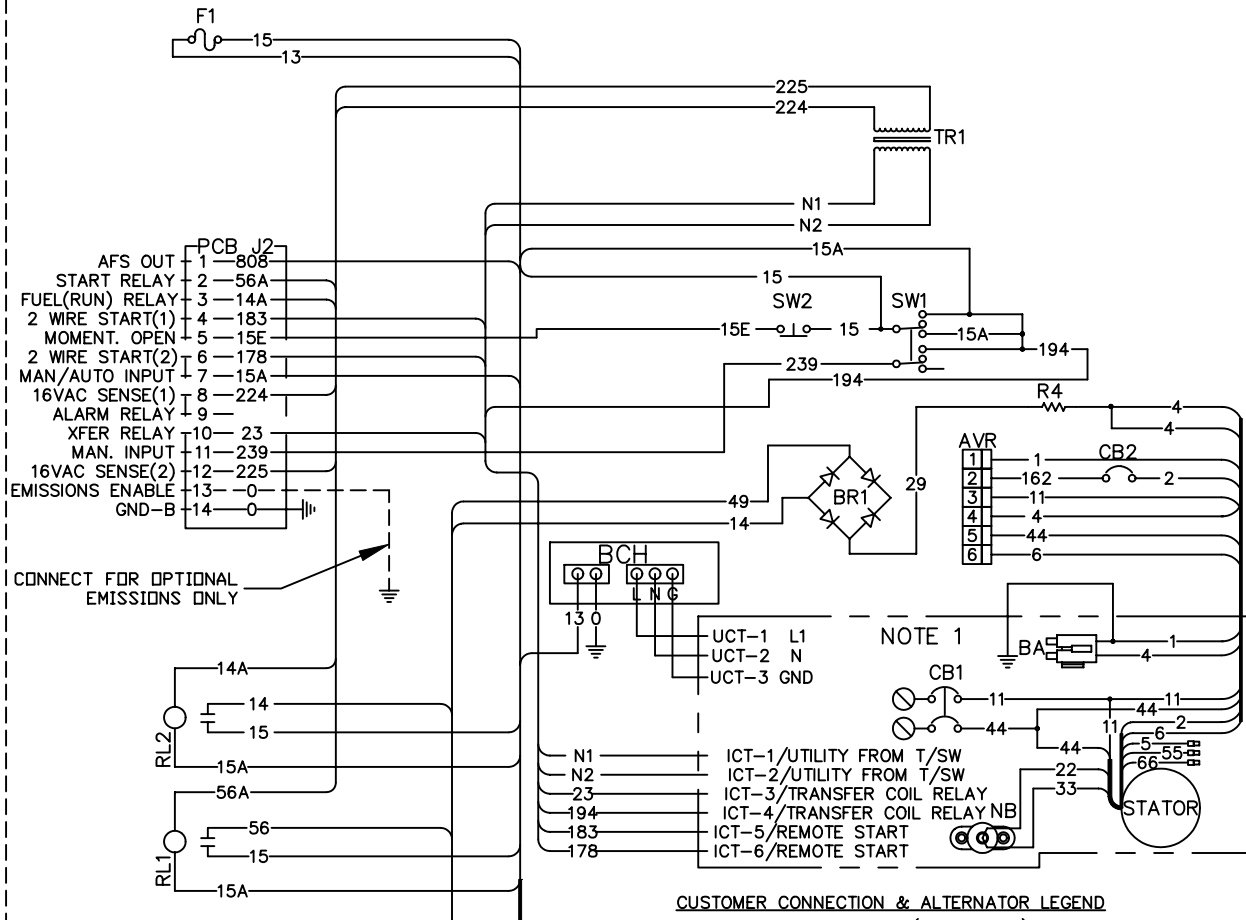 F1
15
13
225
224
TR1
N1
N2
15A
15
SW2
SW1
15E
15
15A
194
239
194
PCB J2
AFS OUT 1 808
START RELAY 2 56A
FUEL(RUN) RELAY 3 14A
2 WIRE START(1) 4 183
MOMENT. OPEN 5 15E
2 WIRE START(2) 6 178
MAN/AUTO INPUT 7 15A
16VAC SENSE(1) 8 224
ALARM RELAY 9
XFER RELAY 10 23
MAN. INPUT 11 239
16VAC SENSE(2) 12 225
EMISSIONS ENABLE 13 0
GND-B 14 0
CONNECT FOR OPTIONAL
EMISSIONS ONLY
R4
4
4
AVR
CB2
1 1
2 162 2
3 11
4 4
5 44
6 6
49
14
BR1
29
BCH
L N G
13 0
UCT-1 L1
UCT-2 N
UCT-3 GND
NOTE 1
BA
1
4
CB1
11
11
44
44
11
2
6
5
55
66
44
22
33
STATOR
NB
14A
14
15
RL2
15A
56A
56
15
RL1
15A
N1 ICT-1/UTILITY FROM T/SW
N2 ICT-2/UTILITY FROM T/SW
23 ICT-3/TRANSFER COIL RELAY
194 ICT-4/TRANSFER COIL RELAY
183 ICT-5/REMOTE START
178 ICT-6/REMOTE START
CUSTOMER CONNECTION & ALTERNATOR LEGEND